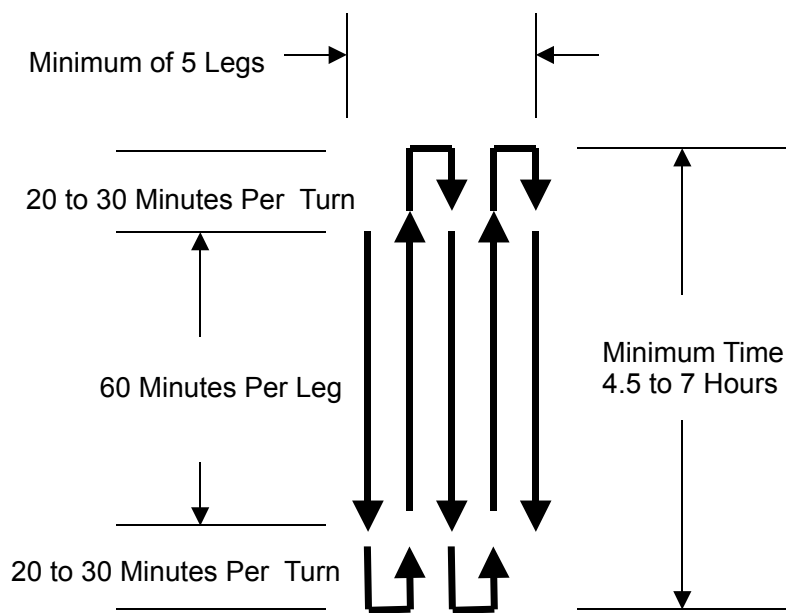 Minimum of 5 Legs
20 to 30 Minutes Per Turn
60 Minutes Per Leg
Minimum Time
4.5 to 7 Hours
20 to 30 Minutes Per Turn